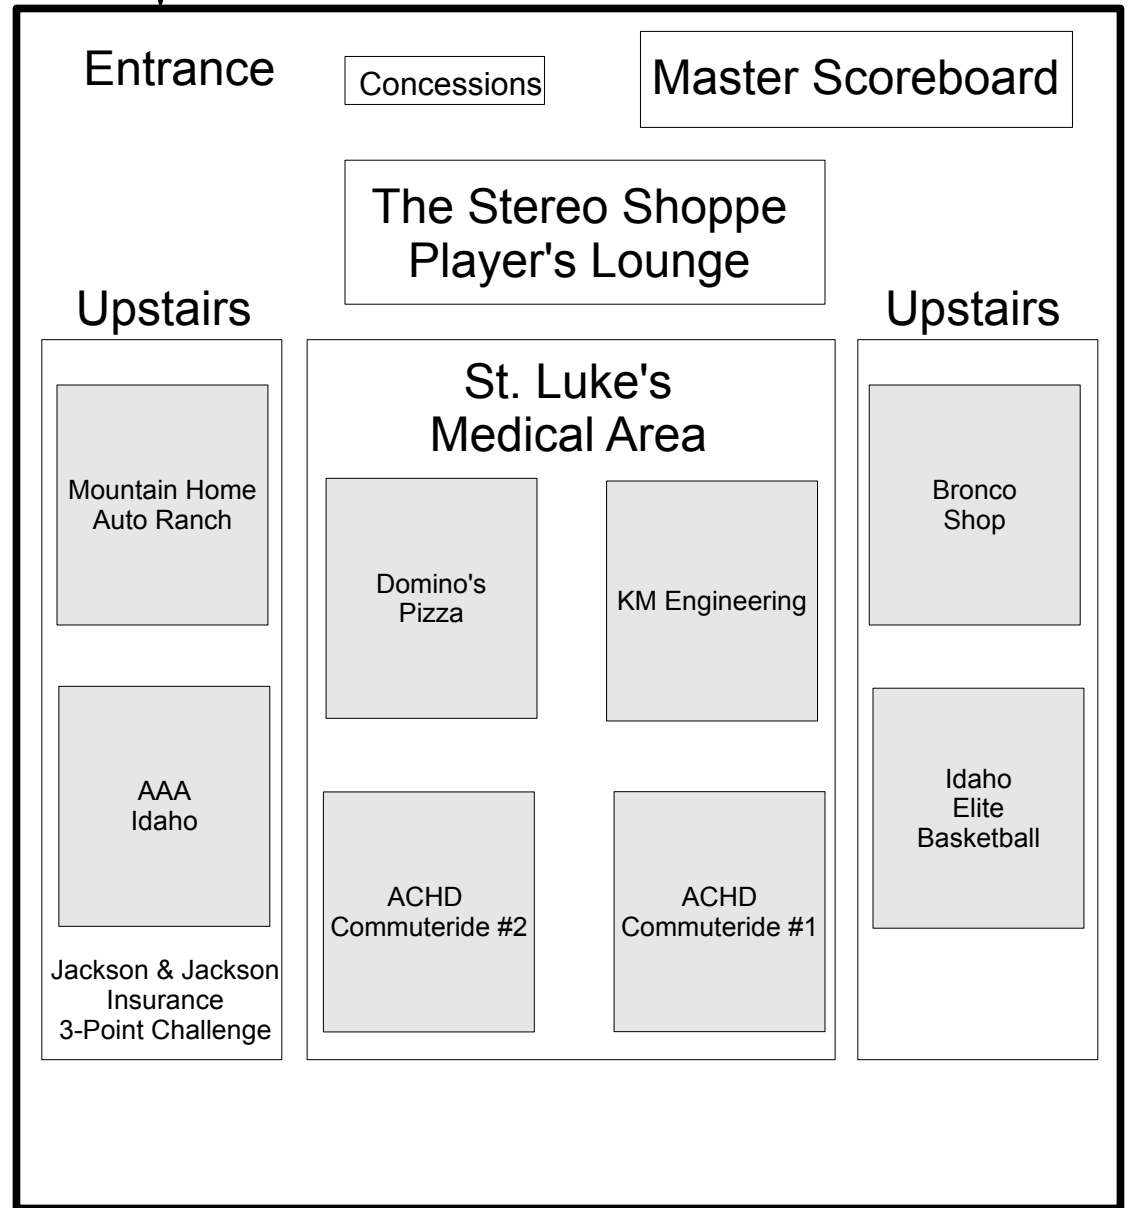 Entrance
Concessions
Master Scoreboard
The Stereo Shoppe
Player's Lounge
Upstairs
Upstairs
St. Luke's
Medical Area
Mountain Home
Auto Ranch
Bronco
Shop
Domino's
Pizza
KM Engineering
AAA
Idaho
Idaho
Elite
Basketball
ACHD
Commuteride #2
ACHD
Commuteride #1
Jackson & Jackson
Insurance
3-Point Challenge